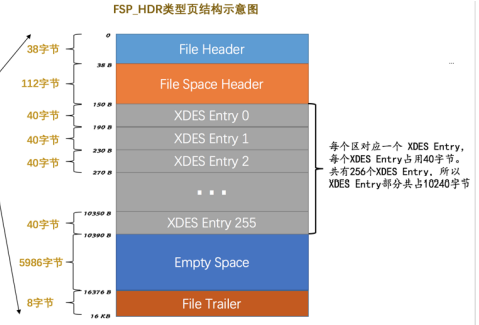 FSP_HDR类型页结构示意图
0
38字节
File Header
38 B
112字节
File Space Header
150 B
40字节
XDES Entry 0
190 B
40字节
XDES Entry 1
230 B
40字节
XDES Entry 2
270 B
...
每个区对应一个 XDES Entry，
每个XDES Entry占用40字节。
共有256个XDES Entry，所以
XDES Entry部分共占10240字节
10350 B
40字节
XDES Entry 255
10390 B
5986字节
Empty Space
16376 B
8字节
File Trailer
16 KB